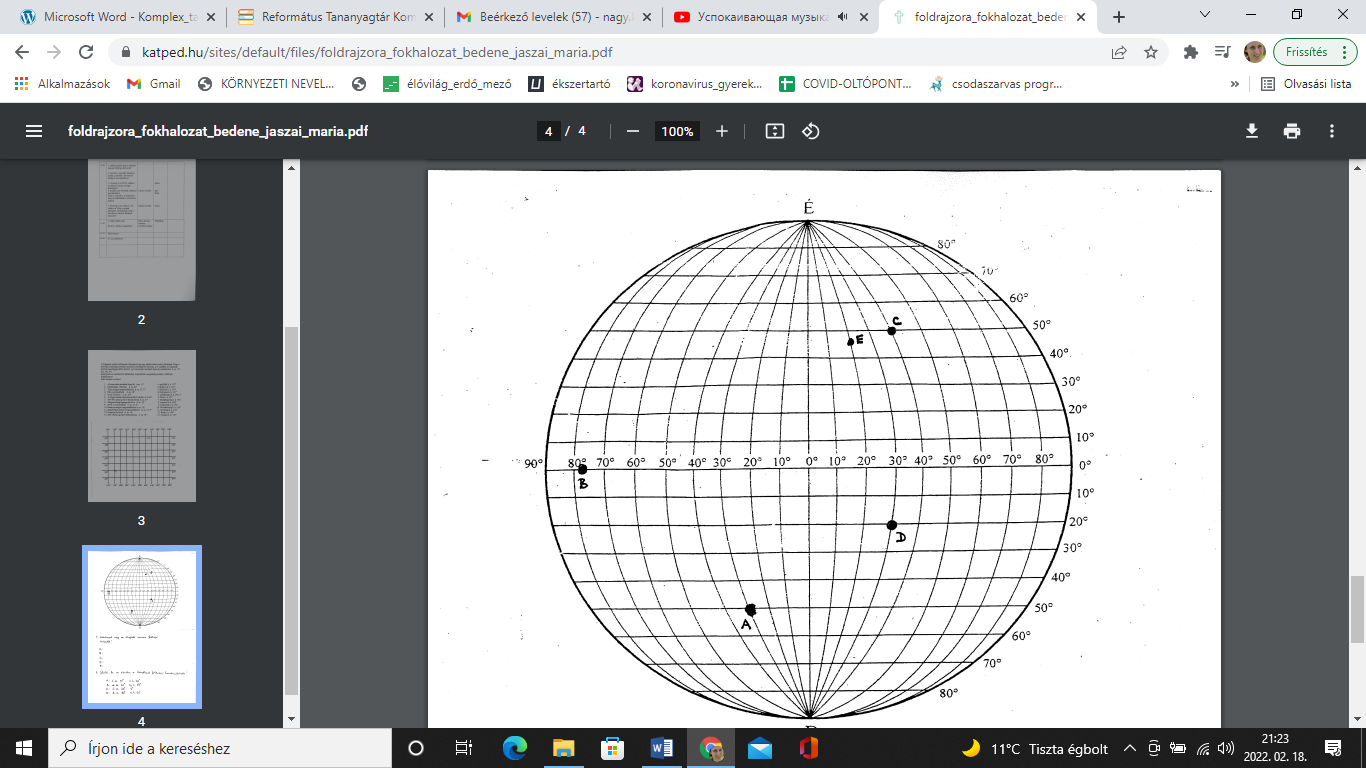 Microsoft Word - Komplex_ta
Református Tananyagtár Kom
Beérkező levelek (57) - nagy.l
Успокаивающая музыка
foldrajzora_fokhalozat_beden
katped.hu/sites/default/files/foldrajzora_fokhalozat_bedene_jaszai_maria.pdf
Frissítés
Alkalmazások
Gmail
KÖRNYEZETI NEVEL...
élővilág_erdő_mező
ékszertartó
koronavirus_gyerek...
COVID-OLTÓPONT...
csodaszarvas progr...
»
Olvasási lista
foldrajzora_fokhalozat_bedene_jaszai_maria.pdf
4 / 4
100%
2
3
4
É
80°
70°
60°
C
50°
E
40°
30°
20°
10°
90° 80° 70° 60° 50° 40° 30° 20° 10° 0° 10° 20° 30° 40° 50° 60° 70° 80° 0°
B
10°
20°
D
30°
40°
50°
A
60°
70°
80°
Írjon ide a kereséshez
11°C Tiszta égbolt
21:23
2022. 02. 18.